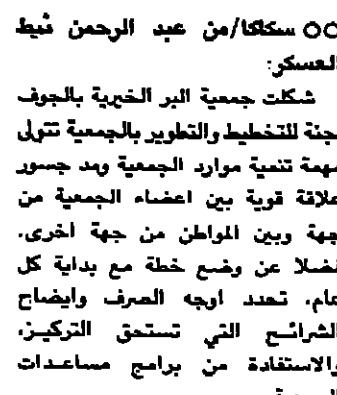 ○○ سكاكا/من عبد الرحمن شيط
العسكر:
شكلت جمعية البر الخيرية بالجوف
لجنة للتخطيط والتطوير بالجمعية تتولى
مهمة تنمية موارد الجمعية ومد جسور
علاقة قوية بين اعضاء الجمعية من
جهة وبين المواطن من جهة اخرى.
فضلا عن وضع خطة مع بداية كل
عام، تحدد اوجه الصرف وايضاح
الشرائح التي تستحق التركيز،
والاستفادة من برامج مساعدات